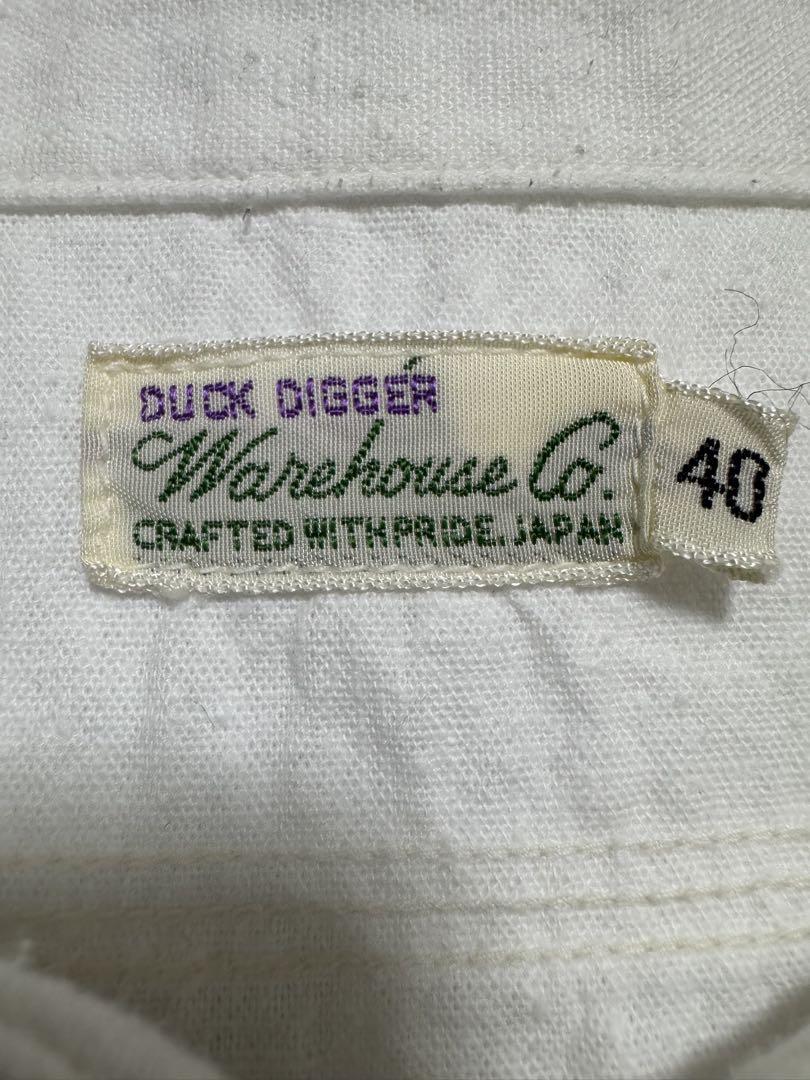 DUCK DIGGER
Warehouse Co.
CRAFTED WITH PRIDE. JAPAN
40